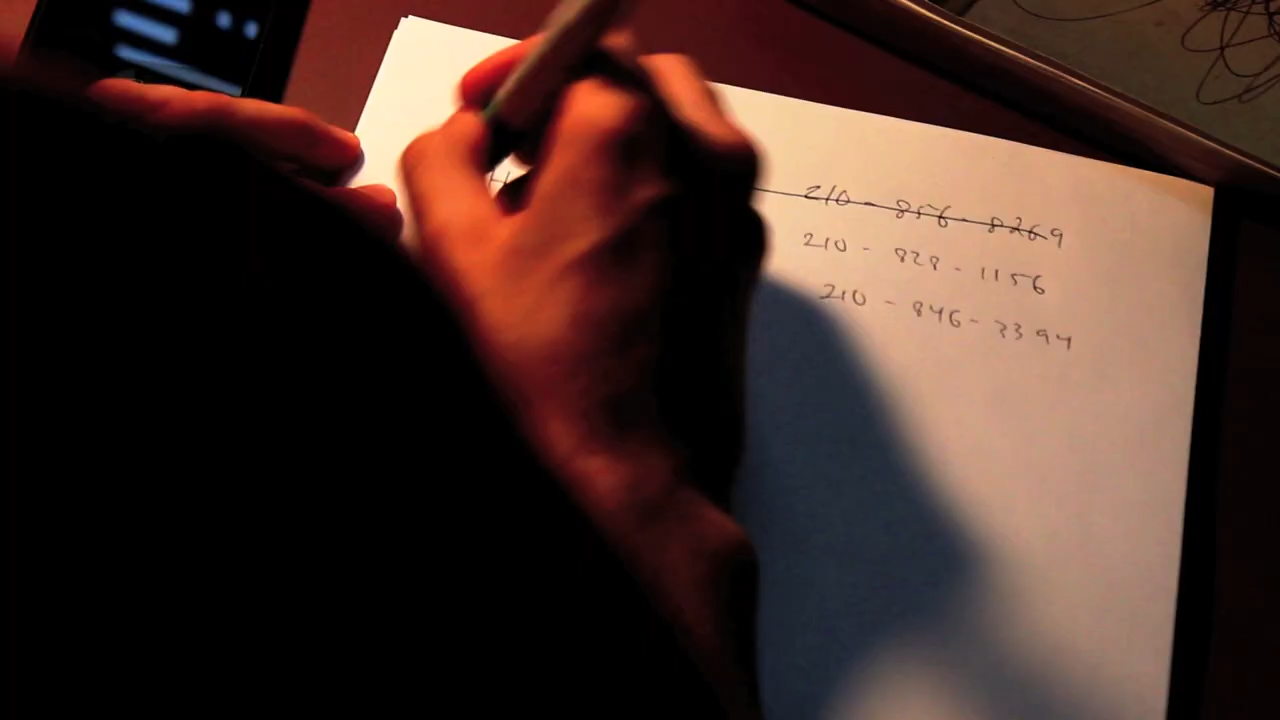 H
210 - 856 - 8269
210 - 828 - 1156
210 - 846 - 3394